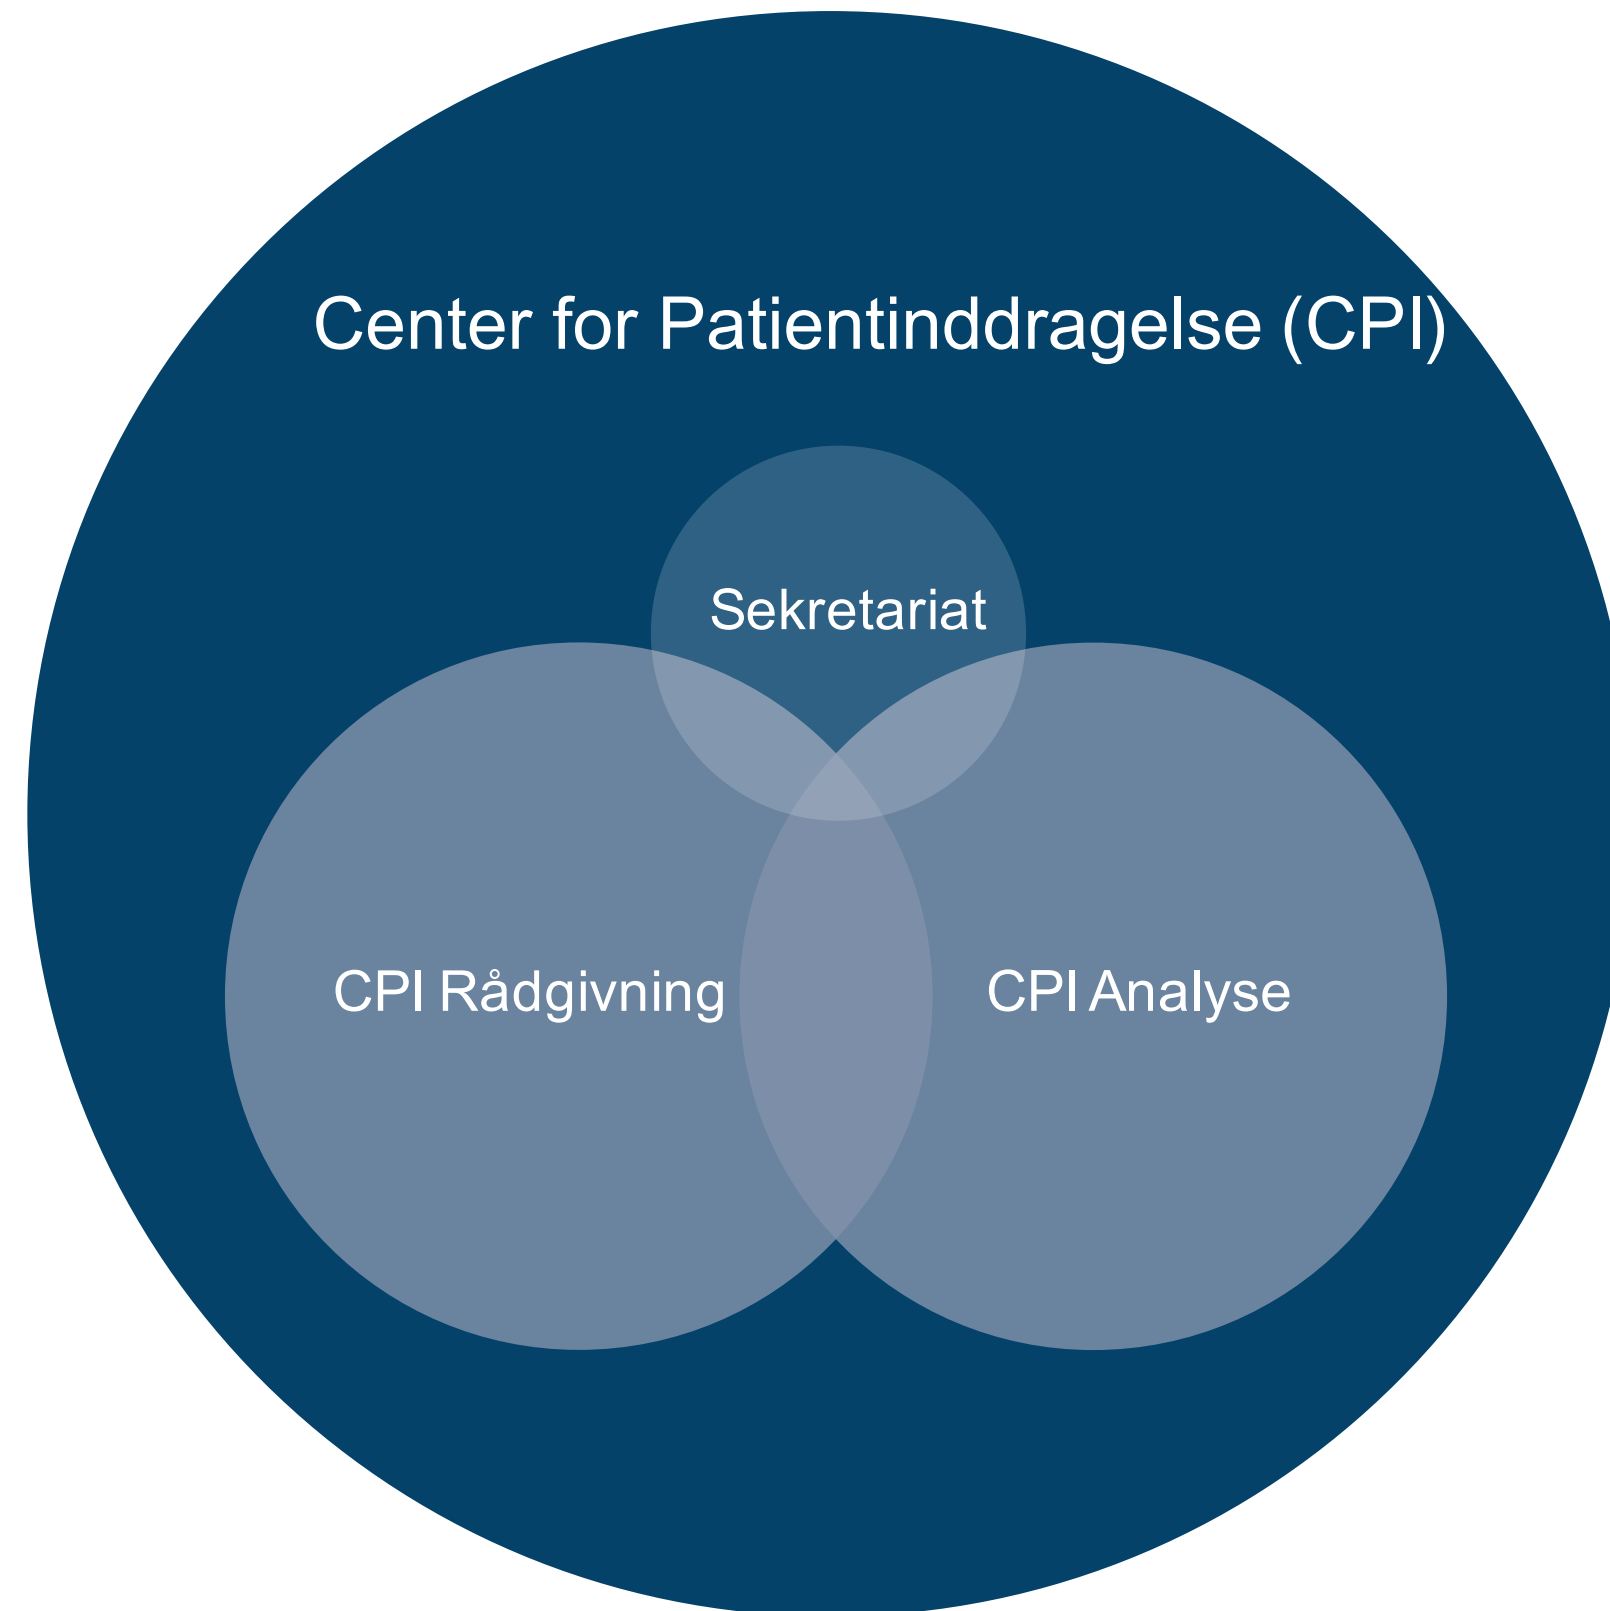 Center for Patientinddragelse (CPI)
Sekretariat
CPI Rådgivning
CPI Analyse